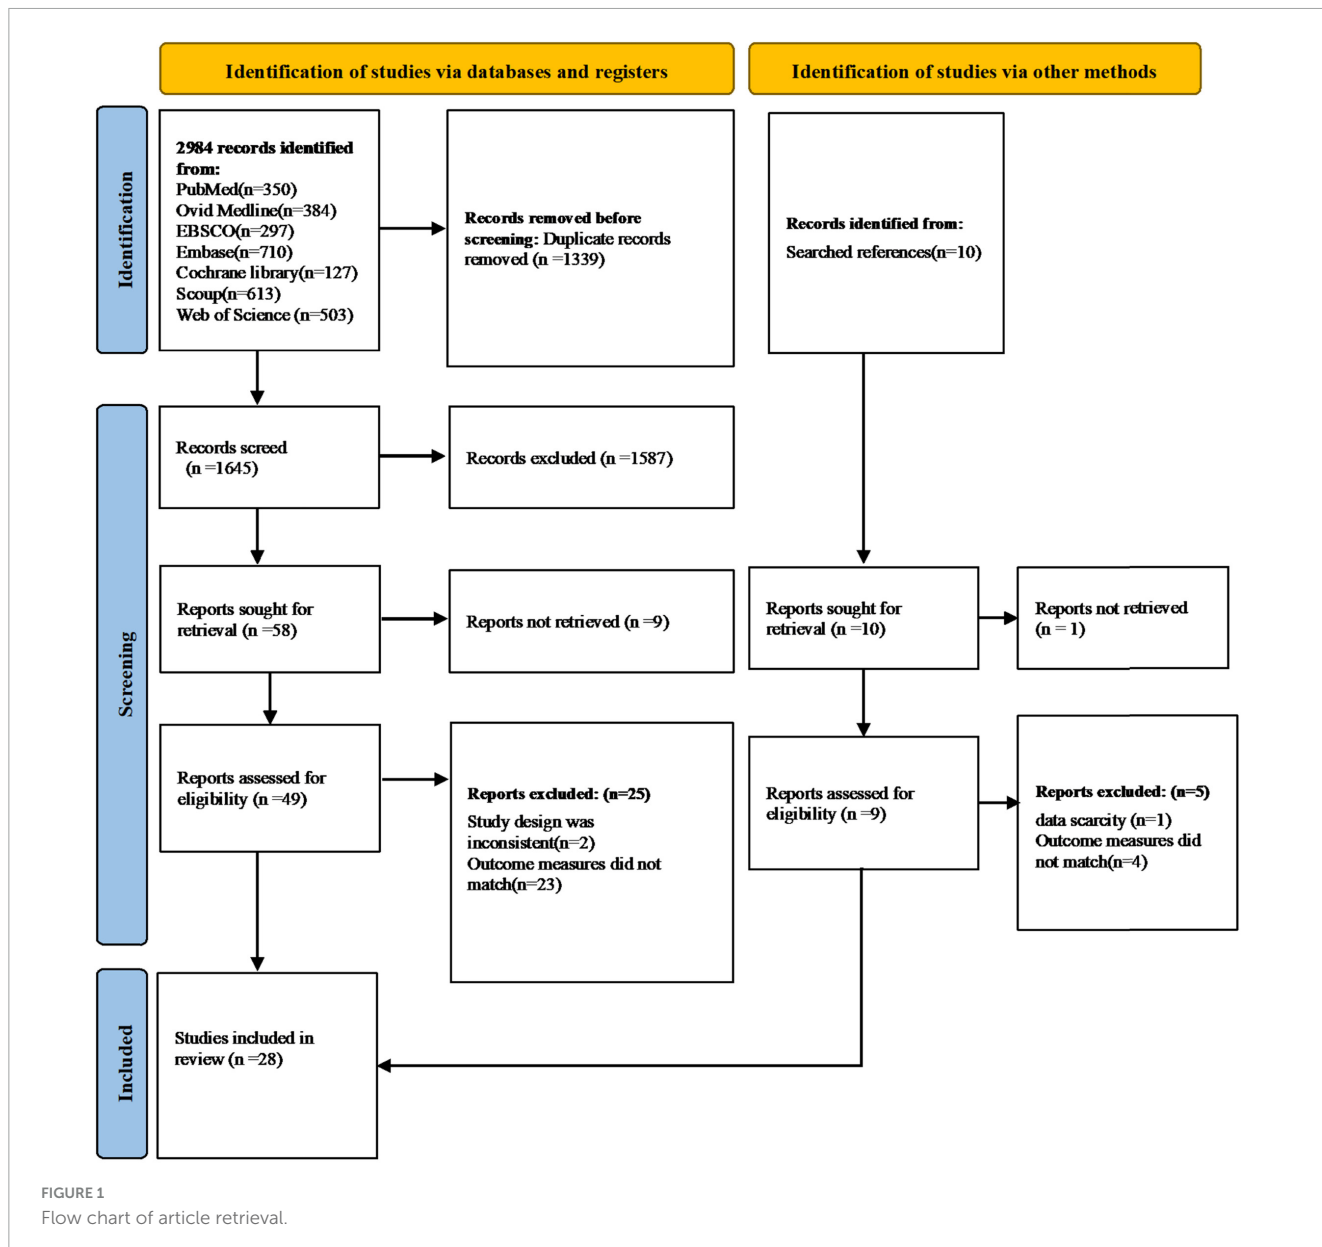 Identification of studies via databases and registers
Identification of studies via other methods
Identification
2984 records identified
from:
PubMed(n=350)
Ovid Medline(n=384)
EBSCO(n=297)
Embase(n=710)
Cochrane library(n=127)
Scoup(n=613)
Web of Science (n=503)
Records removed before
screening: Duplicate records
removed (n =1339)
Records identified from:
Searched references(n=10)
Screening
Records screed
(n =1645)
Records excluded (n =1587)
Reports sought for
retrieval (n =58)
Reports not retrieved (n =9)
Reports sought for
retrieval (n =10)
Reports not retrieved
(n = 1)
Reports assessed for
eligibility (n =49)
Reports excluded: (n=25)
Study design was
inconsistent(n=2)
Outcome measures did not
match(n=23)
Reports assessed for
eligibility (n =9)
Reports excluded: (n=5)
data scarcity (n=1)
Outcome measures did
not match(n=4)
Included
Studies included in
review (n =28)
FIGURE 1
Flow chart of article retrieval.